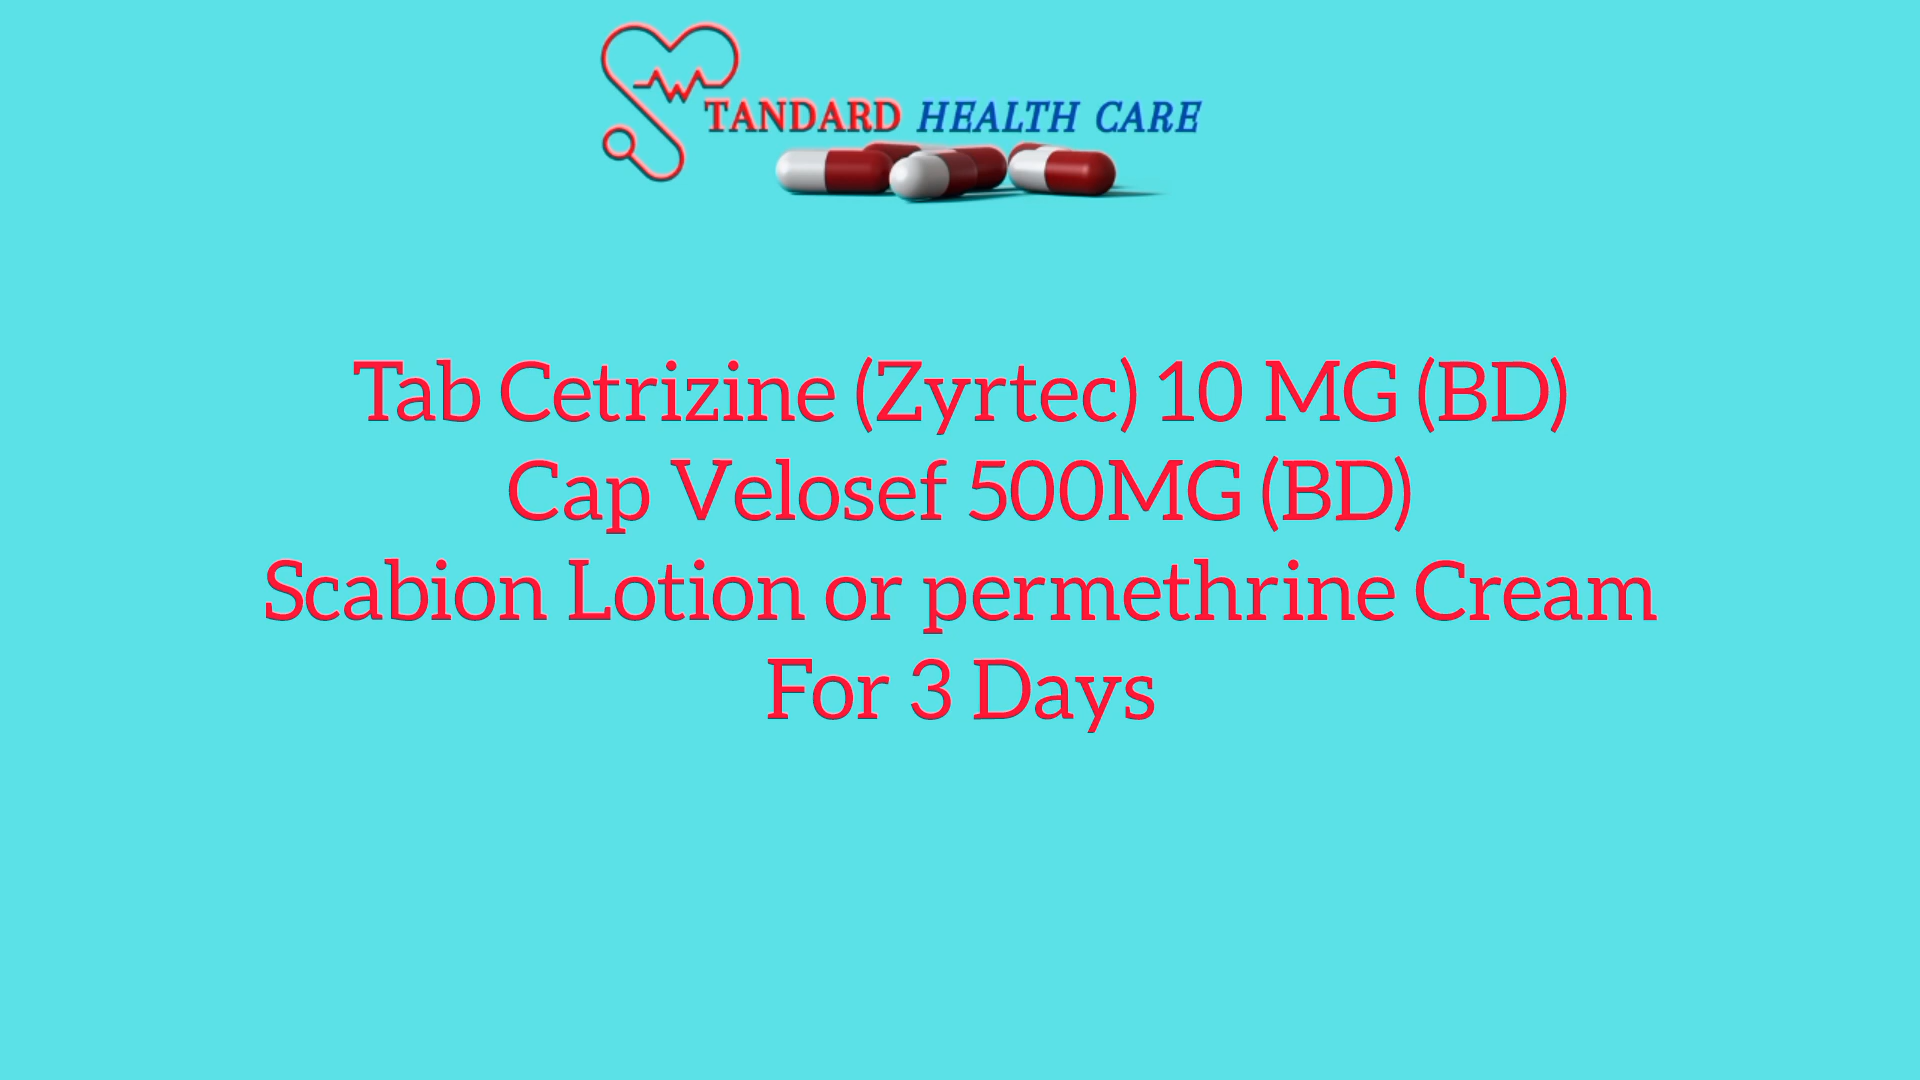 TANDARD HEALTH CARE
Tab Cetrizine (Zyrtec) 10 MG (BD)
Cap Velosef 500MG (BD)
Scabion Lotion or permethrine Cream
For 3 Days